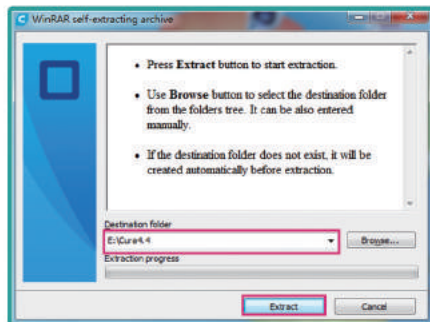 WinRAR self-extracting archive
• Press Extract button to start extraction.
• Use Browse button to select the destination folder
from the folders tree. It can be also entered
manually.
• If the destination folder does not exist, it will be
created automatically before extraction.
Destination folder
E:\Cura4.4
Browse...
Extraction progress
Extract
Cancel